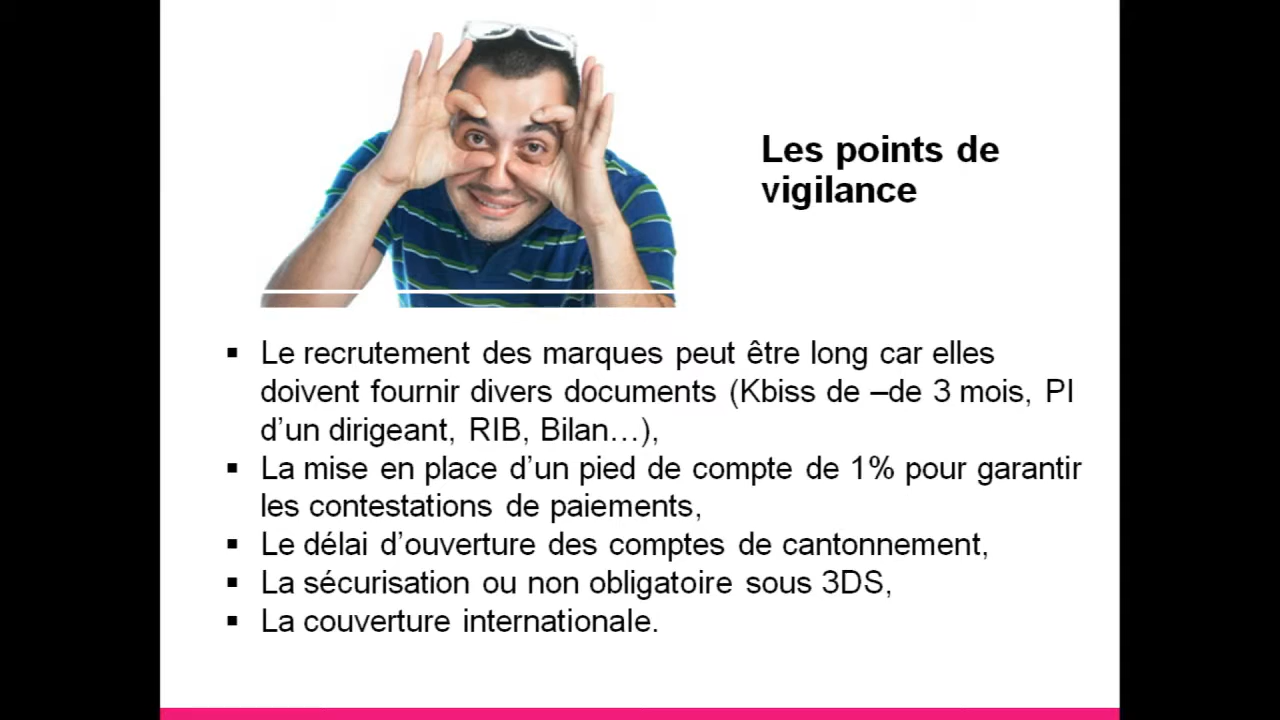 Les points de
vigilance
▪ Le recrutement des marques peut être long car elles
doivent fournir divers documents (Kbiss de –de 3 mois, PI
d’un dirigeant, RIB, Bilan…),
▪ La mise en place d’un pied de compte de 1% pour garantir
les contestations de paiements,
▪ Le délai d’ouverture des comptes de cantonnement,
▪ La sécurisation ou non obligatoire sous 3DS,
▪ La couverture internationale.